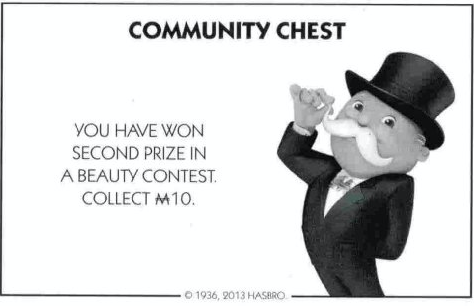 COMMUNITY CHEST
YOU HAVE WON
SECOND PRIZE IN
A BEAUTY CONTEST.
COLLECT ₩10.
© 1936, 2013 HASBRO.